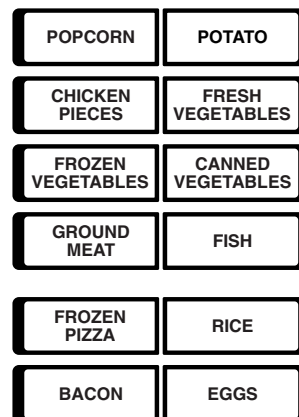 POPCORN
POTATO
CHICKEN
PIECES
FRESH
VEGETABLES
FROZEN
VEGETABLES
CANNED
VEGETABLES
GROUND
MEAT
FISH
FROZEN
PIZZA
RICE
BACON
EGGS